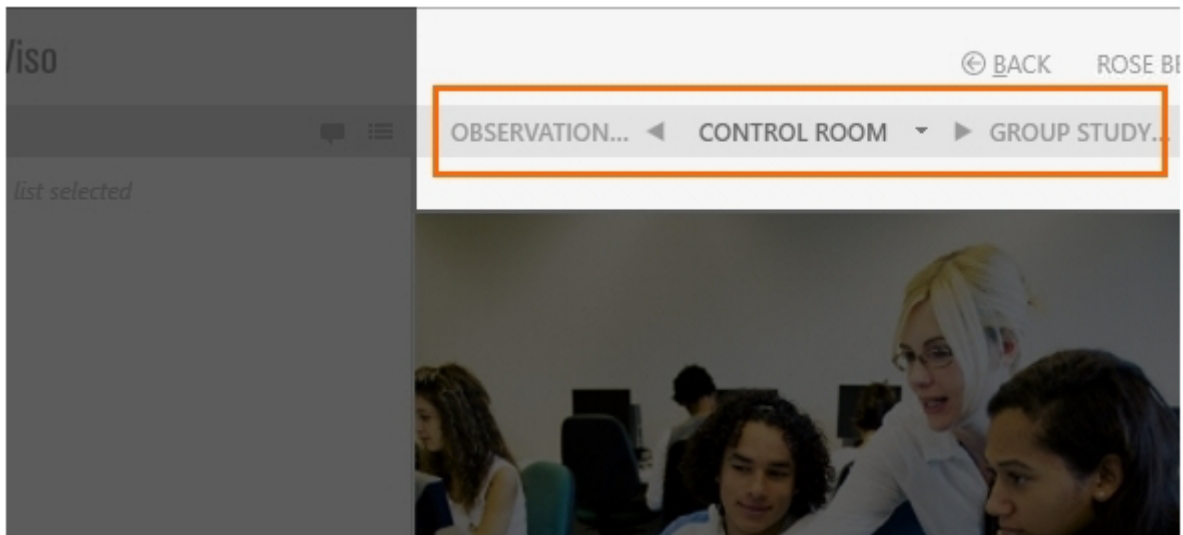 Viso
BACK ROSE BE
OBSERVATION... CONTROL ROOM GROUP STUDY...
list selected